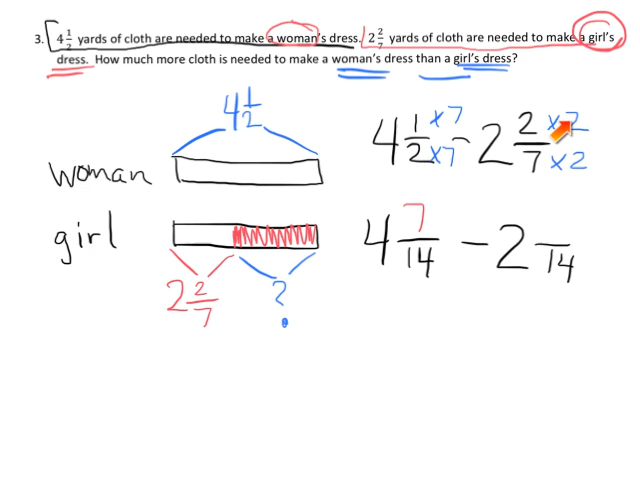 3. 4 1/2 yards of cloth are needed to make a woman's dress. 2 2/7 yards of cloth are needed to make a girl's
dress. How much more cloth is needed to make a woman's dress than a girl's dress?
4 1/2
4 1/2 ×7 ×7 − 2 2/7 ×2 ×2
woman
girl
4 7/14 − 2 /14
2 2/7
?